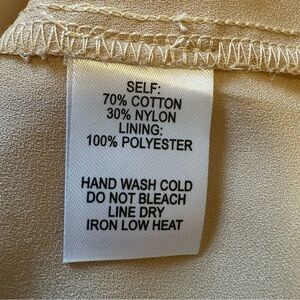 SELF:
70% COTTON
30% NYLON
LINING:
100% POLYESTER
HAND WASH COLD
DO NOT BLEACH
LINE DRY
IRON LOW HEAT